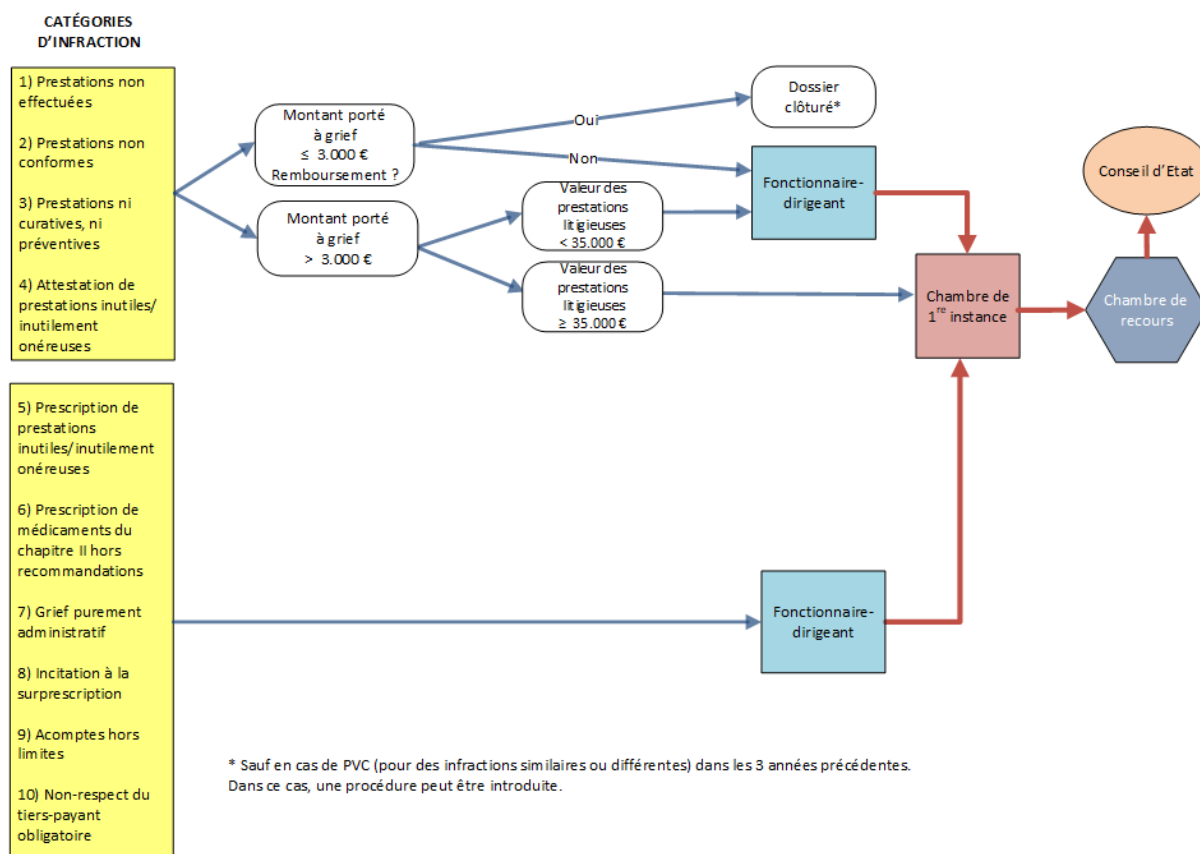 CATÉGORIES
D'INFRACTION
1) Prestations non
effectuées
2) Prestations non
conformes
3) Prestations ni
curatives, ni
préventives
4) Attestation de
prestations inutiles/
inutilement
onéreuses
Montant porté
à grief
≤ 3.000 €
Remboursement ?
Montant porté
à grief
> 3.000 €
Oui
Non
Dossier
clôturé*
Valeur des
prestations
litigieuses
< 35.000 €
Valeur des
prestations
litigieuses
≥ 35.000 €
Fonctionnaire-
dirigeant
Chambre de
1re instance
Conseil d'Etat
Chambre de
recours
5) Prescription de
prestations
inutiles/inutilement
onéreuses
6) Prescription de
médicaments du
chapitre II hors
recommandations
7) Grief purement
administratif
8) Incitation à la
surprescription
9) Acomptes hors
limites
10) Non-respect du
tiers-payant
obligatoire
Fonctionnaire-
dirigeant
* Sauf en cas de PVC (pour des infractions similaires ou différentes) dans les 3 années précédentes.
Dans ce cas, une procédure peut être introduite.